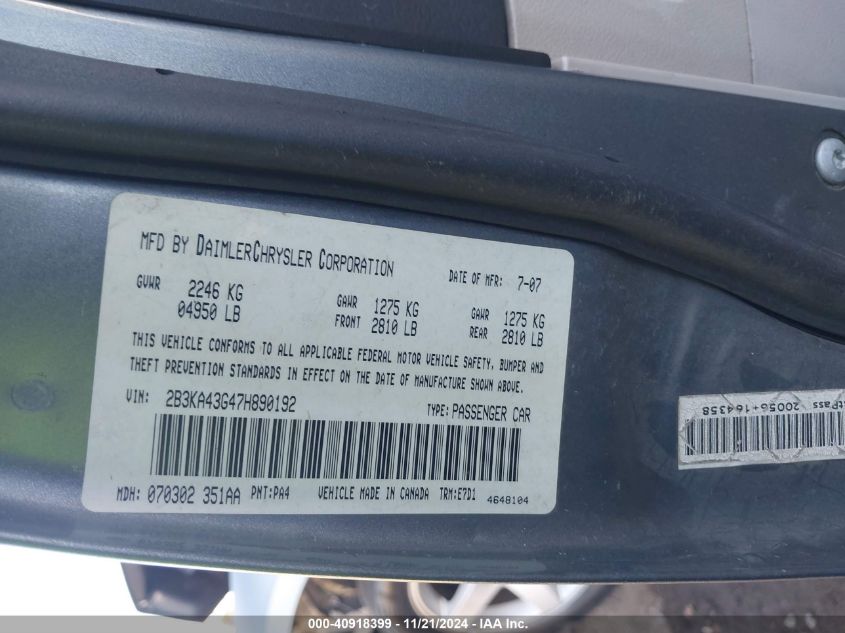 MFD BY DAIMLERCHRYSLER CORPORATION
DATE OF MFR: 7-07
GVWR 2246 KG
04950 LB
GAWR FRONT 1275 KG
2810 LB
GAWR REAR 1275 KG
2810 LB
THIS VEHICLE CONFORMS TO ALL APPLICABLE FEDERAL MOTOR VEHICLE SAFETY, BUMPER AND
THEFT PREVENTION STANDARDS IN EFFECT ON THE DATE OF MANUFACTURE SHOWN ABOVE.
VIN: 2B3KA43G47H890192
TYPE: PASSENGER CAR
MDH: 070302 351AA PNT:PA4 VEHICLE MADE IN CANADA TRM:E7D1 4648104
20056+164358
000-40918399 - 11/21/2024 - IAA Inc.